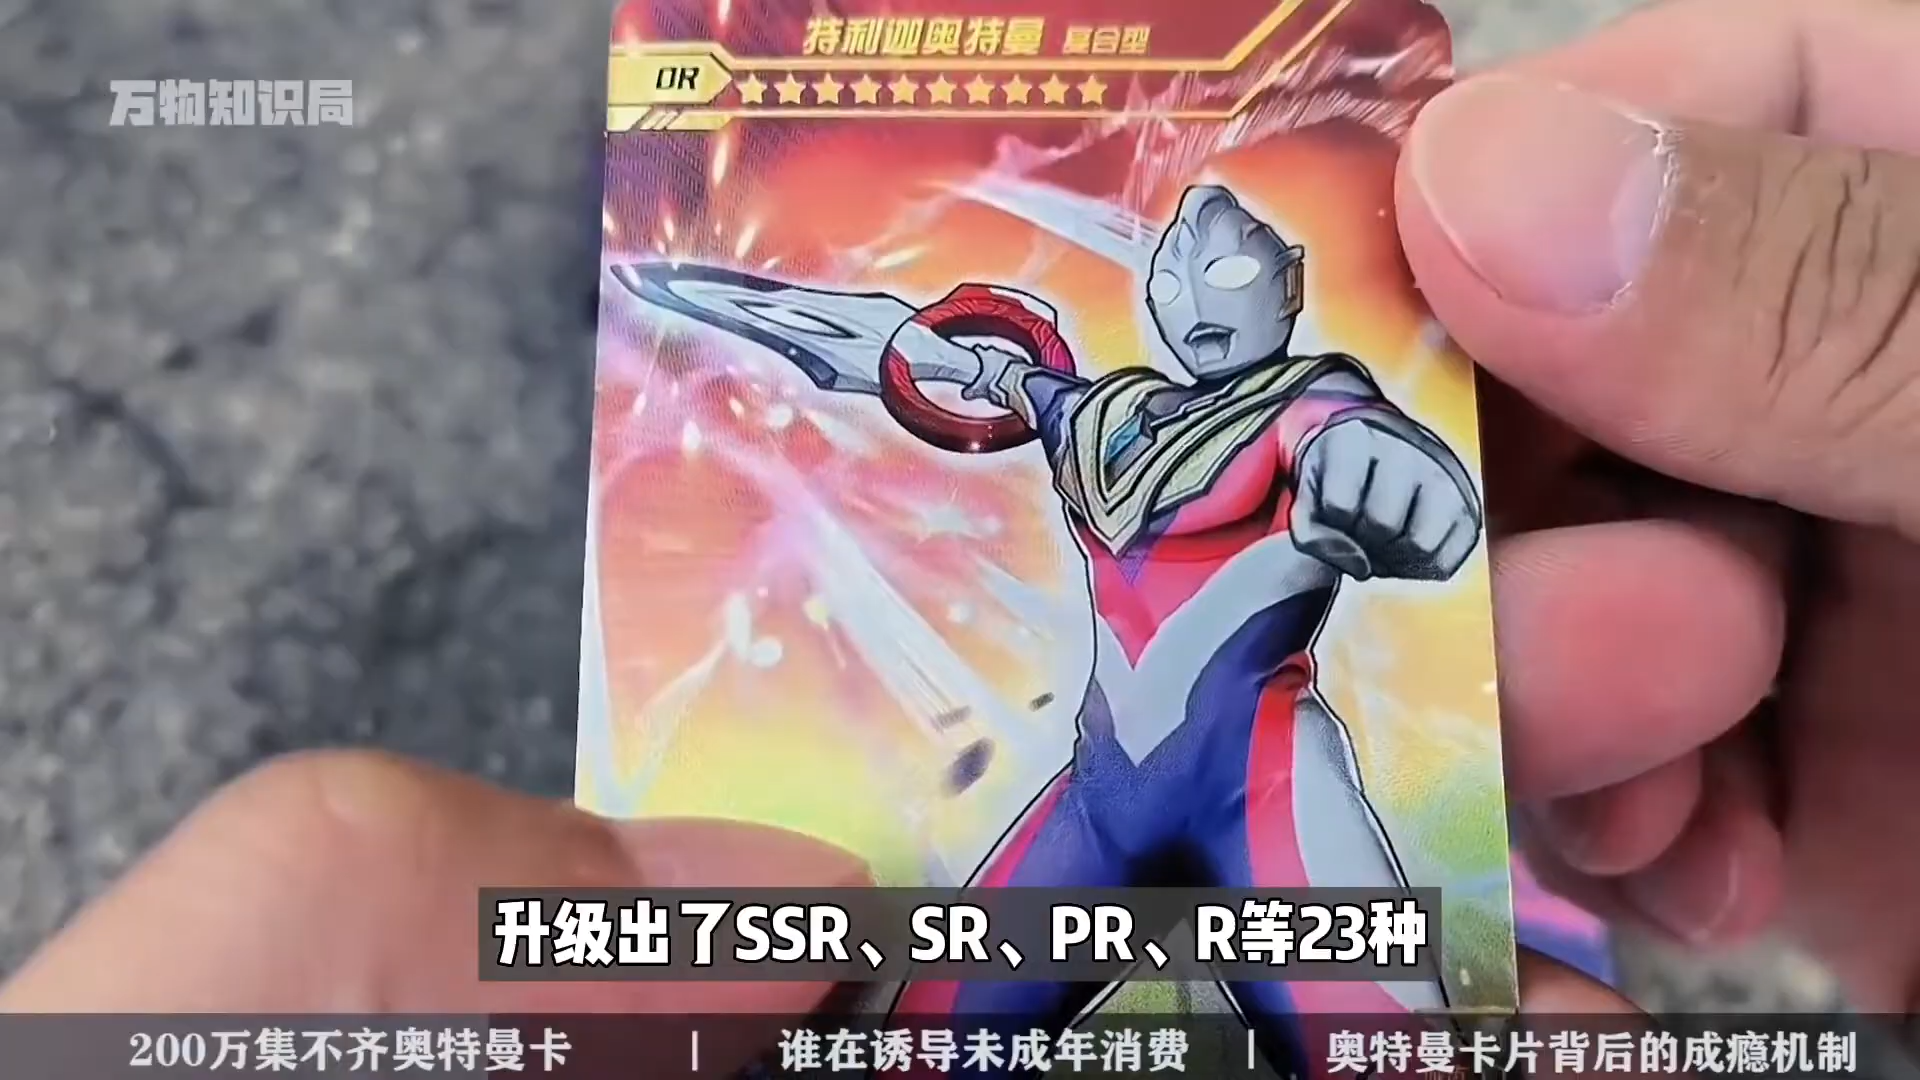 特利迦奥特曼 复合型
OR
万物知识局
升级出了SSR、SR、PR、R等23种
200万集不齐奥特曼卡 | 谁在诱导未成年消费 | 奥特曼卡片背后的成瘾机制